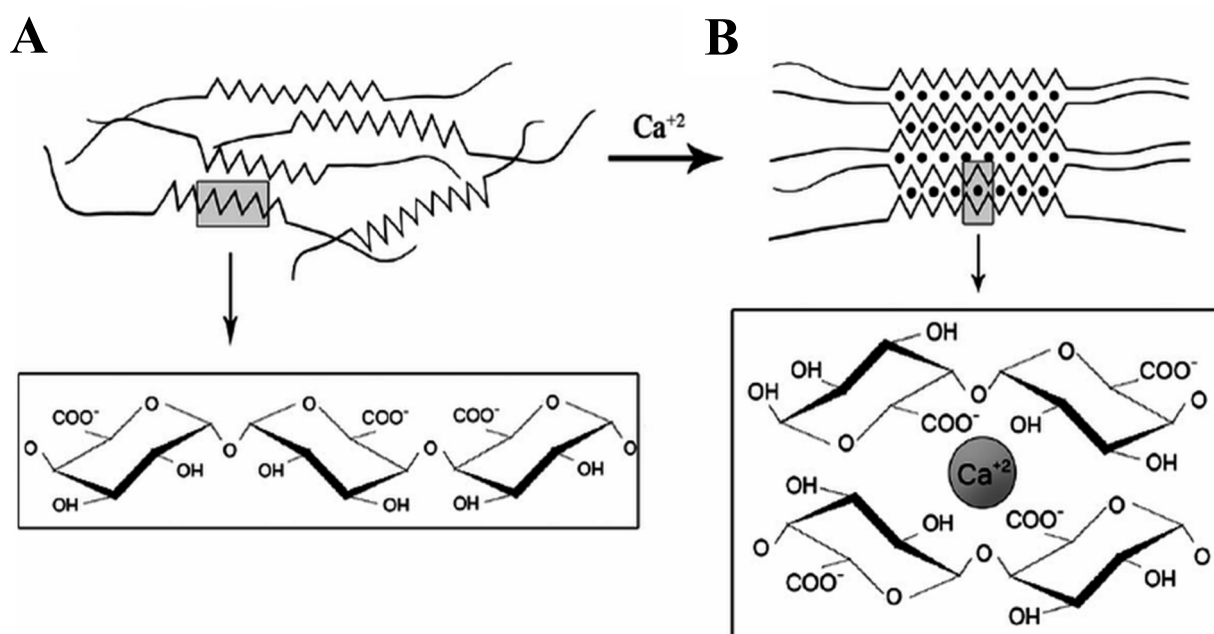 A
B
Ca⁺²
COO⁻ O O COO⁻ COO⁻ O
O OH O OH O OH O
OH OH OH
OH O
OH OH COO⁻
O O
COO⁻ OH
O OH
Ca⁺²
OH
OH COO⁻ O
O O O
COO⁻ OH
O OH